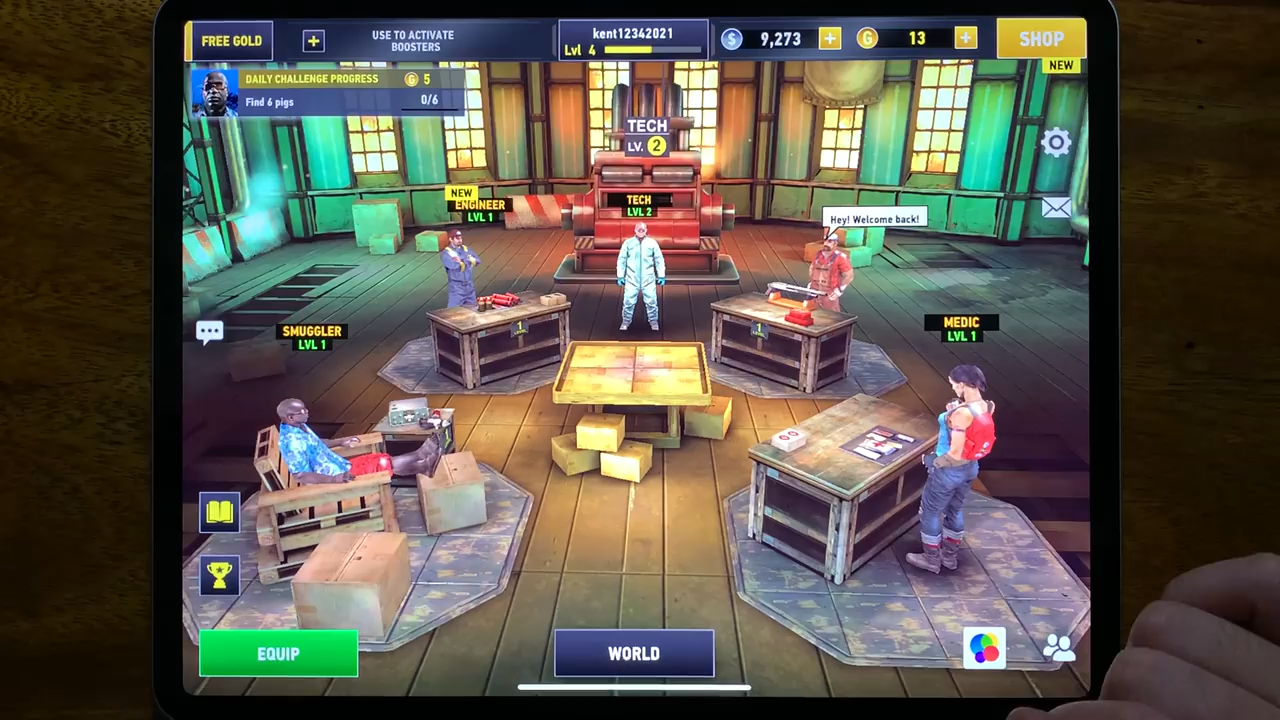 FREE GOLD
USE TO ACTIVATE
BOOSTERS
kent12342021
Lvl 4
S
9,273
G
13
SHOP
NEW
DAILY CHALLENGE PROGRESS
G 5
Find 6 pigs
0/6
TECH
LV. 2
NEW
ENGINEER
LVL 1
TECH
LVL 2
Hey! Welcome back!
1
1
SMUGGLER
LVL 1
MEDIC
LVL 1
EQUIP
WORLD